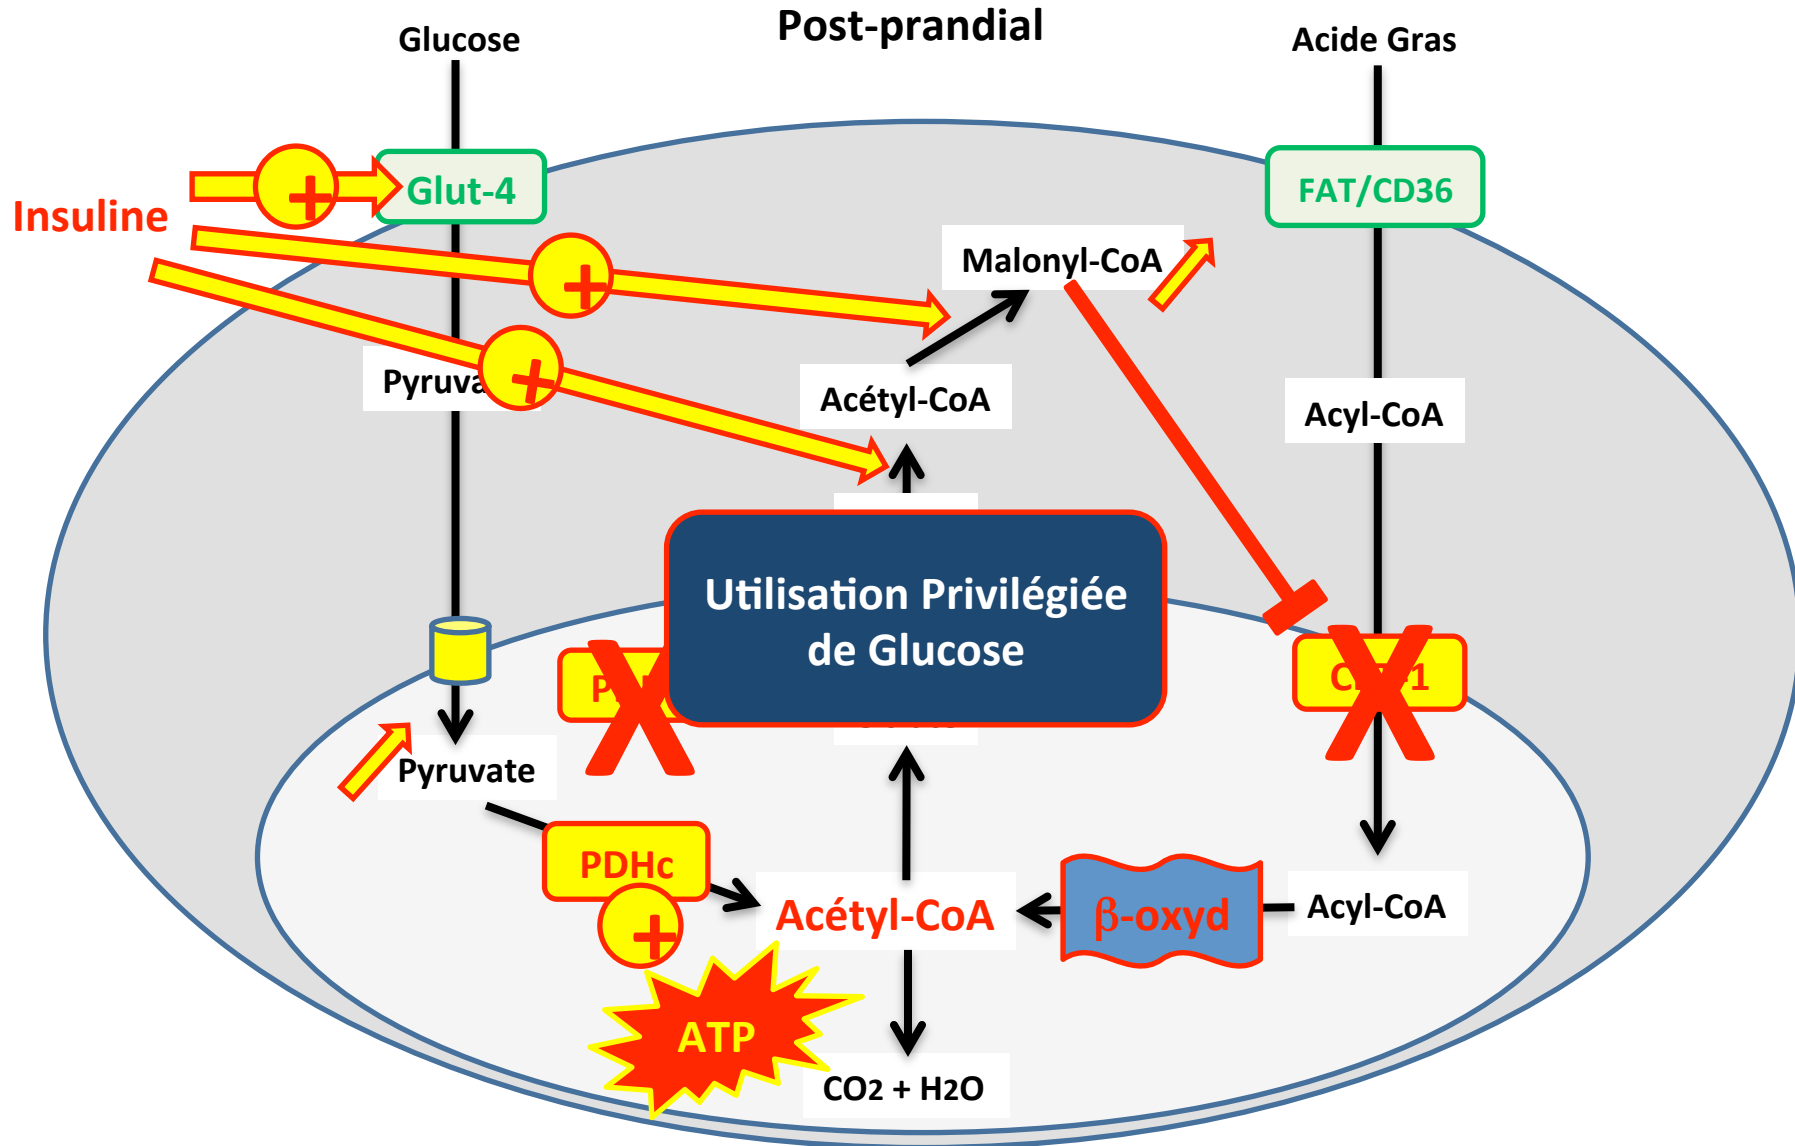 Post-prandial
Glucose
Acide Gras
Glut-4
FAT/CD36
Insuline
Malonyl-CoA
Acétyl-CoA
Acyl-CoA
Utilisation Privilégiée
de Glucose
Pyruvate
PDHc
Acétyl-CoA
β-oxyd
Acyl-CoA
ATP
CO2 + H2O